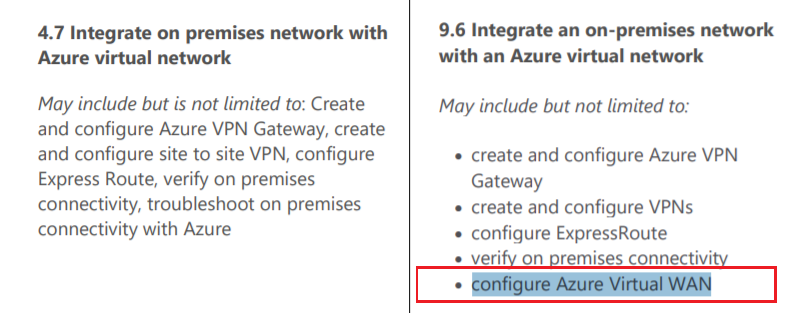 4.7 Integrate on premises network with
Azure virtual network
May include but is not limited to: Create
and configure Azure VPN Gateway, create
and configure site to site VPN, configure
Express Route, verify on premises
connectivity, troubleshoot on premises
connectivity with Azure
9.6 Integrate an on-premises network
with an Azure virtual network
May include but not limited to:
• create and configure Azure VPN
Gateway
• create and configure VPNs
• configure ExpressRoute
• verify on premises connectivity
• configure Azure Virtual WAN